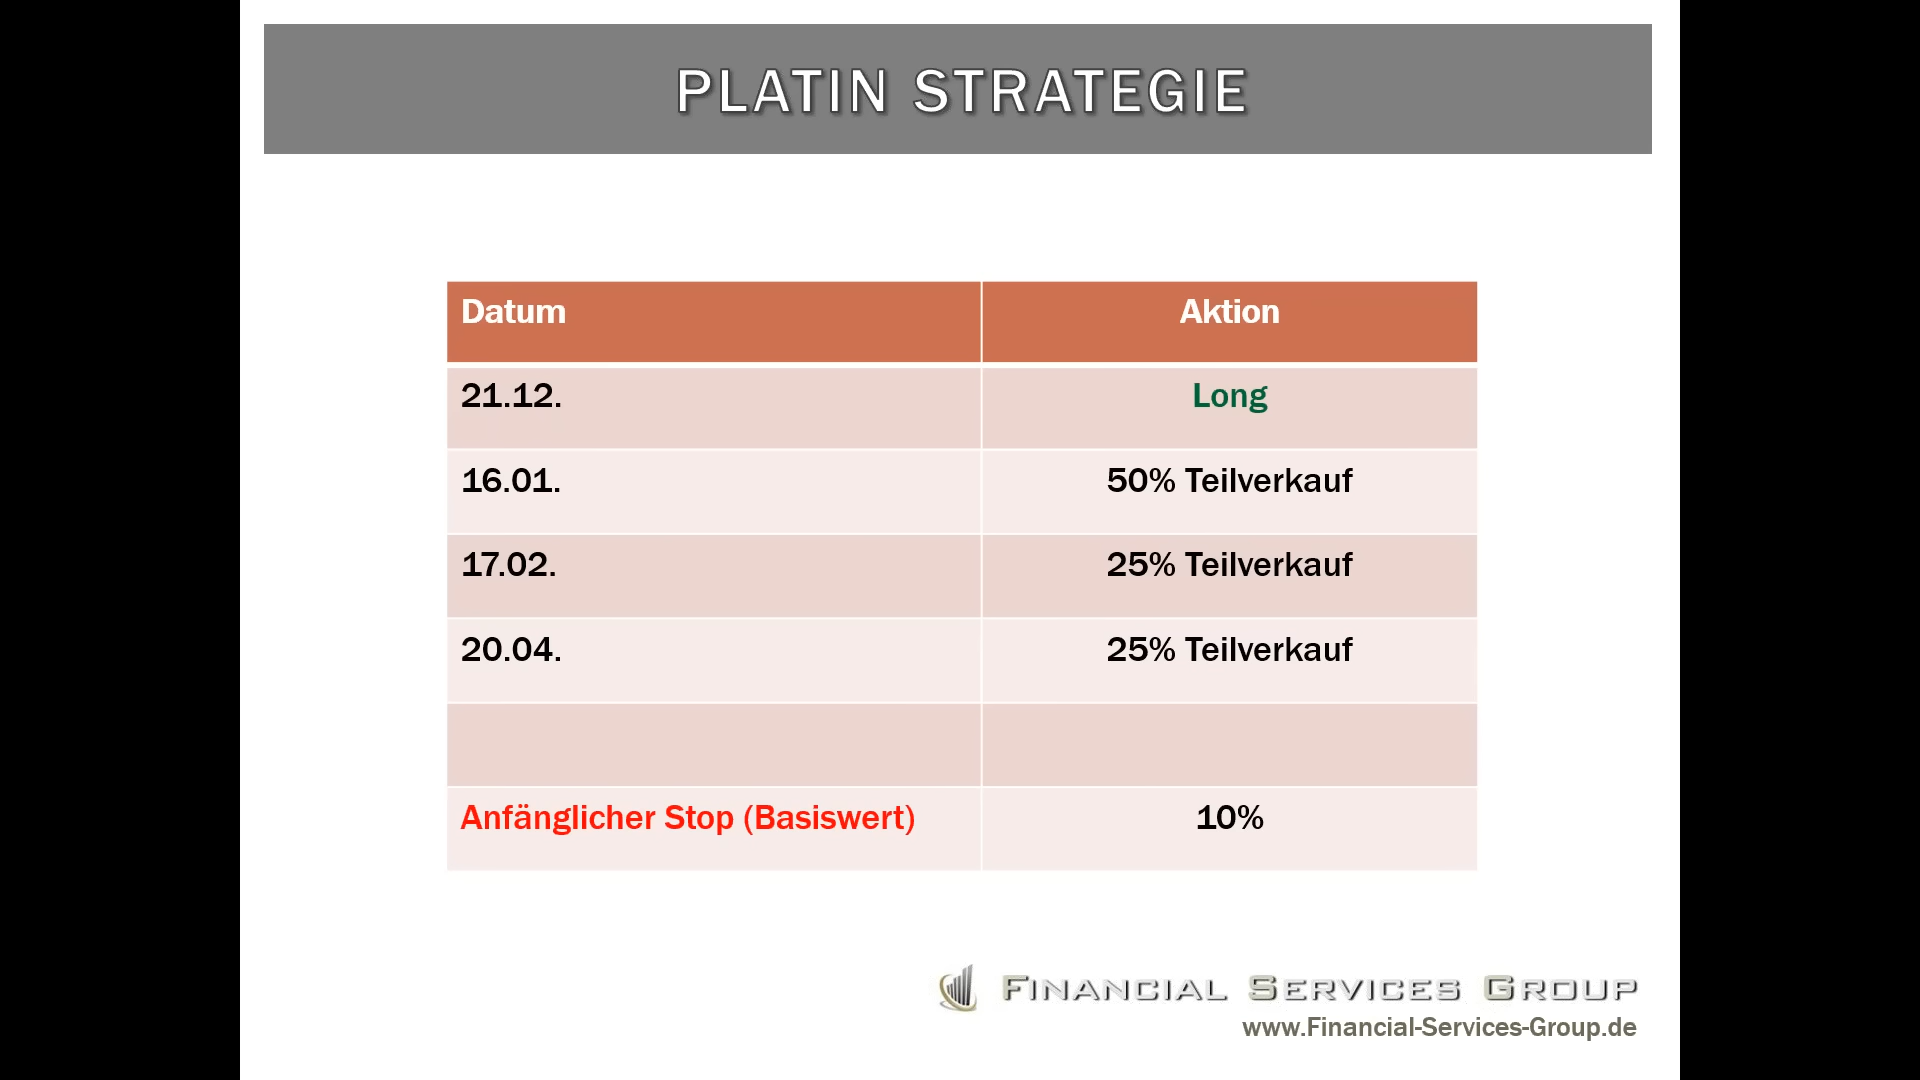 PLATIN STRATEGIE
Datum Aktion
21.12. Long
16.01. 50% Teilverkauf
17.02. 25% Teilverkauf
20.04. 25% Teilverkauf
Anfänglicher Stop (Basiswert) 10%
FINANCIAL SERVICES GROUP
www.Financial-Services-Group.de